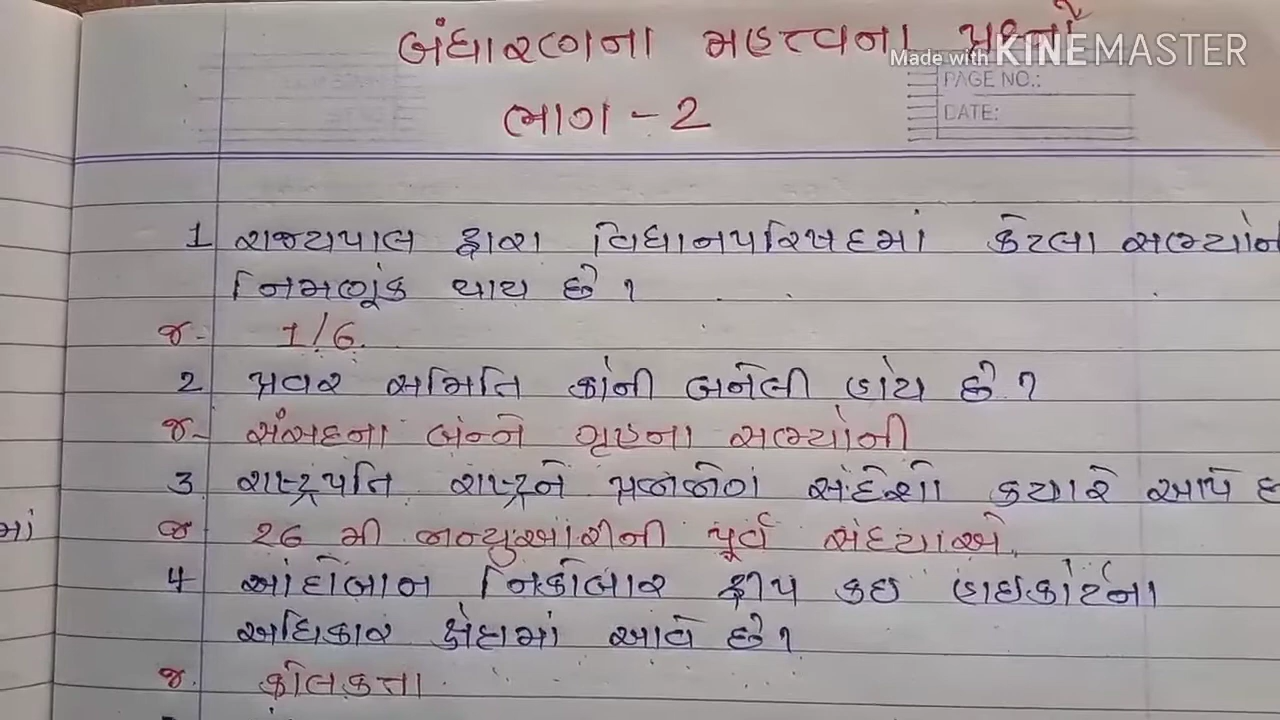 બંધારણના મહત્વના પ્રશ્નો
Made with KINEMASTER
PAGE NO.:
ભાગ - 2
DATE:
1 રાજ્યપાલ દ્વારા વિધાનપરિષદમાં કેટલા સભ્યોન
નિમણૂંક થાય છે ?
જ- 1/6.
2 પ્રવર સમિતિ કોની બનેલી હોય છે ?
જ- સંસદના બંન્ને ગૃહના સભ્યોની
3 રાષ્ટ્રપતિ રાષ્ટ્રને પ્રજાજોગ સંદેશો કયારે આપે છ
માં જ 26 મી જાન્યુઆરીની પૂર્વ સંધ્યાએ.
4 આંદોબાન નિકોબાર દ્વીપ કઇ હાઇકોર્ટના
અધિકાર ક્ષેત્રમાં આવે છે ?
જ. કોલકત્તા.